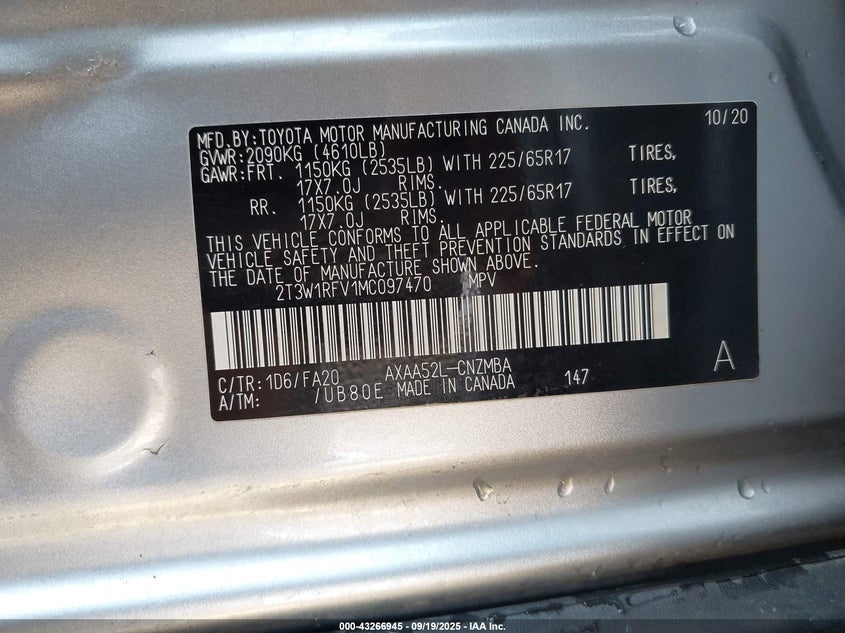 MFD.BY:TOYOTA MOTOR MANUFACTURING CANADA INC. 10/20
GVWR:2090KG (4610LB)
GAWR:FRT. 1150KG (2535LB) WITH 225/65R17 TIRES,
17X7.0J RIMS.
RR. 1150KG (2535LB) WITH 225/65R17 TIRES,
17X7.0J RIMS.
THIS VEHICLE CONFORMS TO ALL APPLICABLE FEDERAL MOTOR
VEHICLE SAFETY AND THEFT PREVENTION STANDARDS IN EFFECT ON
THE DATE OF MANUFACTURE SHOWN ABOVE.
2T3W1RFV1MC097470 MPV
C/TR:1D6/FA20 AXAA52L-CNZMBA A
A/TM: /UB80E MADE IN CANADA 147
000-43266945 - 09/19/2025 - IAA Inc.